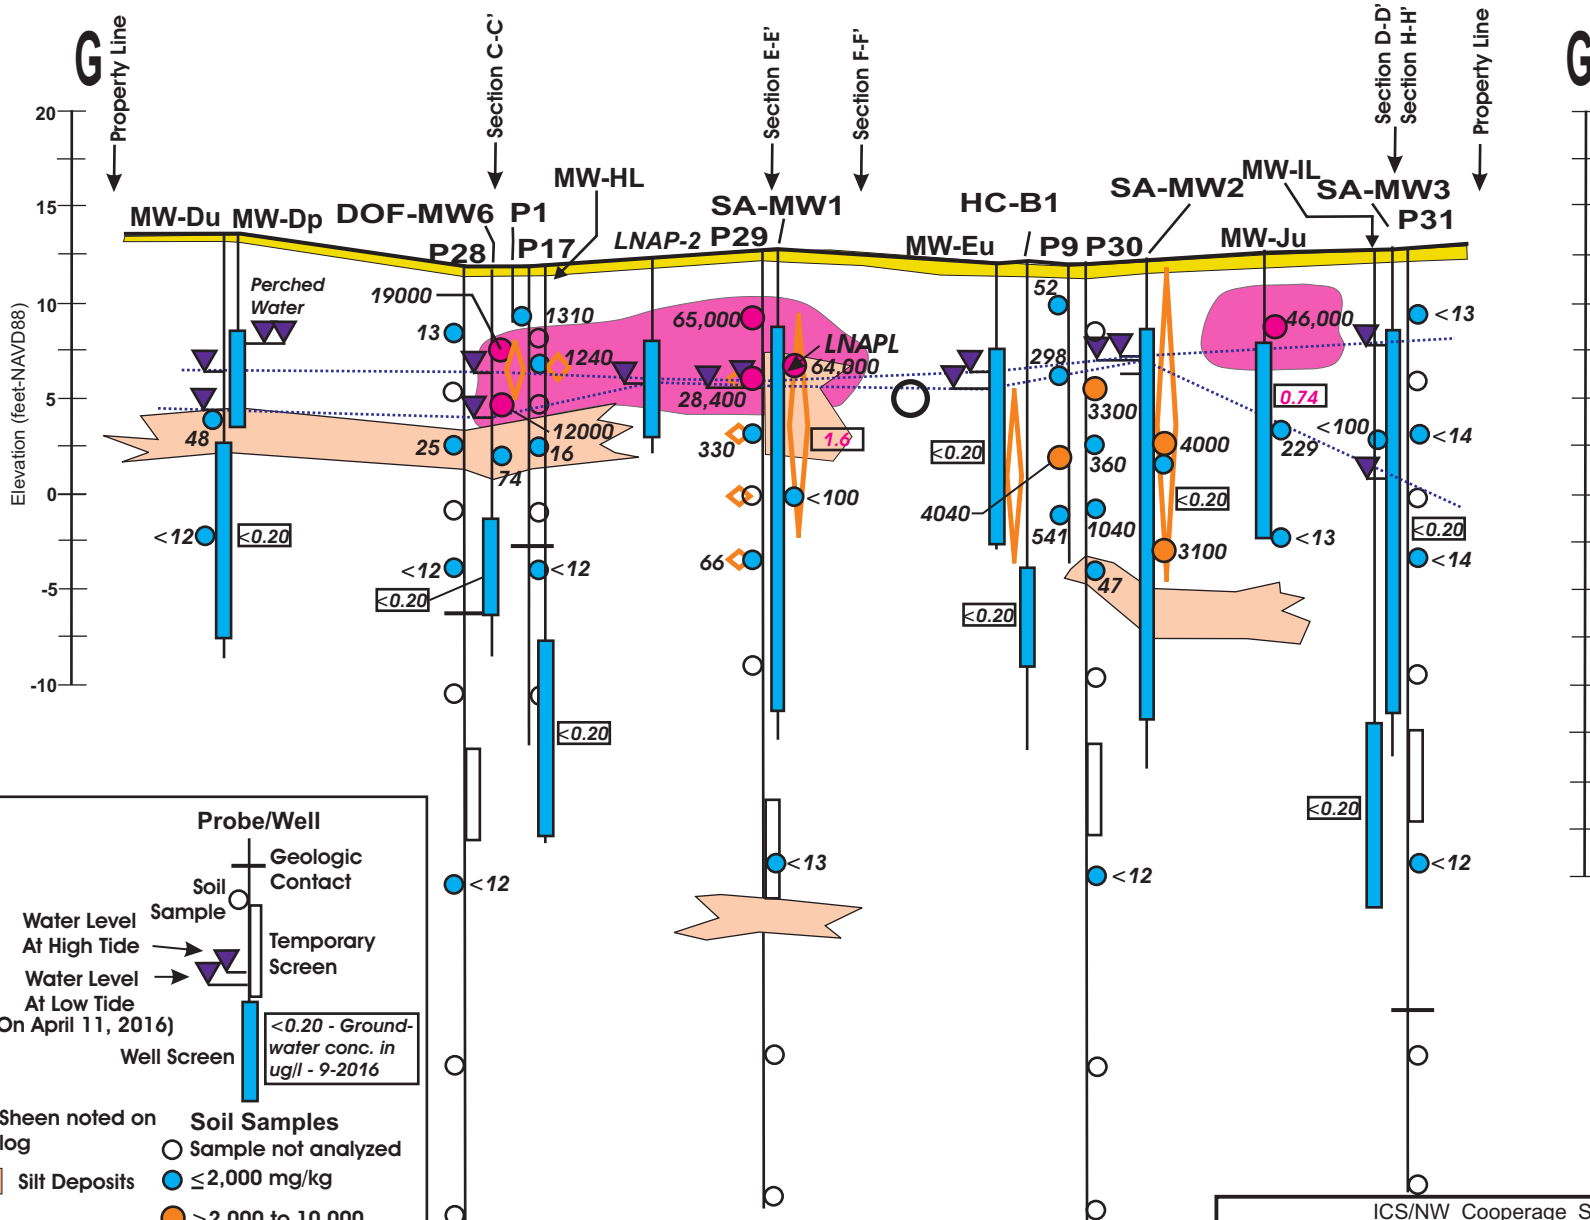 G
Property Line
Section C-C'
Section E-E'
Section F-F'
Section D-D'
Section H-H'
Property Line
G
20
15
10
5
0
-5
-10
Elevation (feet-NAVD88)
MW-Du
MW-Dp
DOF-MW6
P1
MW-HL
P28
P17
LNAP-2
SA-MW1
P29
HC-B1
MW-Eu
P9
P30
SA-MW2
MW-IL
SA-MW3
MW-Ju
P31
Perched
Water
19000
13
1310
1240
65,000
LNAPL
64,000
28,400
52
298
3300
46,000
0.74
<13
48
25
12000
16
74
330
1.6
<100
<0.20
4040
360
4000
<0.20
229
<100
<14
<12
<0.20
<12
<0.20
<12
66
541
1040
3100
47
<13
<0.20
<14
<0.20
<0.20
<0.20
<12
<13
<12
<12
Probe/Well
Geologic
Contact
Soil
Sample
Water Level
At High Tide
Temporary
Screen
Water Level
At Low Tide
On April 11, 2016)
Well Screen
<0.20 - Ground-
water conc. in
ug/l - 9-2016
Sheen noted on
log
Silt Deposits
Soil Samples
Sample not analyzed
≤2,000 mg/kg
>2,000 to 10,000
ICS/NW Cooperage S